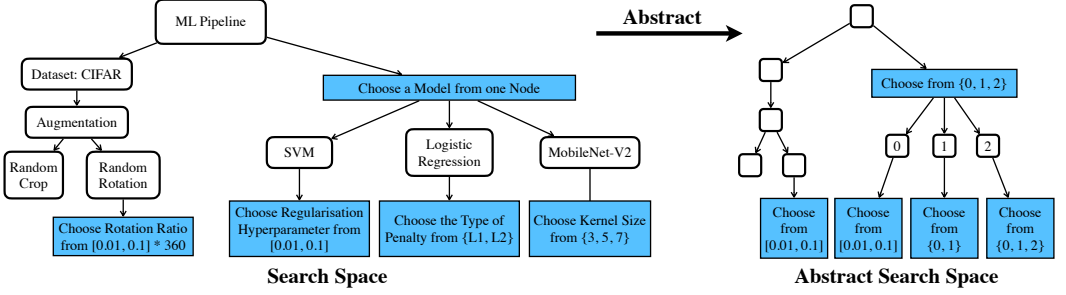 ML Pipeline
Abstract
Dataset: CIFAR
Choose a Model from one Node
Choose from {0, 1, 2}
Augmentation
SVM
Logistic
Regression
MobileNet-V2
0
1
2
Random
Crop
Random
Rotation
Choose Rotation Ratio
from [0.01, 0.1] * 360
Choose Regularisation
Hyperparameter from
[0.01, 0.1]
Choose the Type of
Penalty from {L1, L2}
Choose Kernel Size
from {3, 5, 7}
Choose
from
[0.01, 0.1]
Choose
from
[0.01, 0.1]
Choose
from
{0, 1}
Choose
from
{0, 1, 2}
Search Space
Abstract Search Space